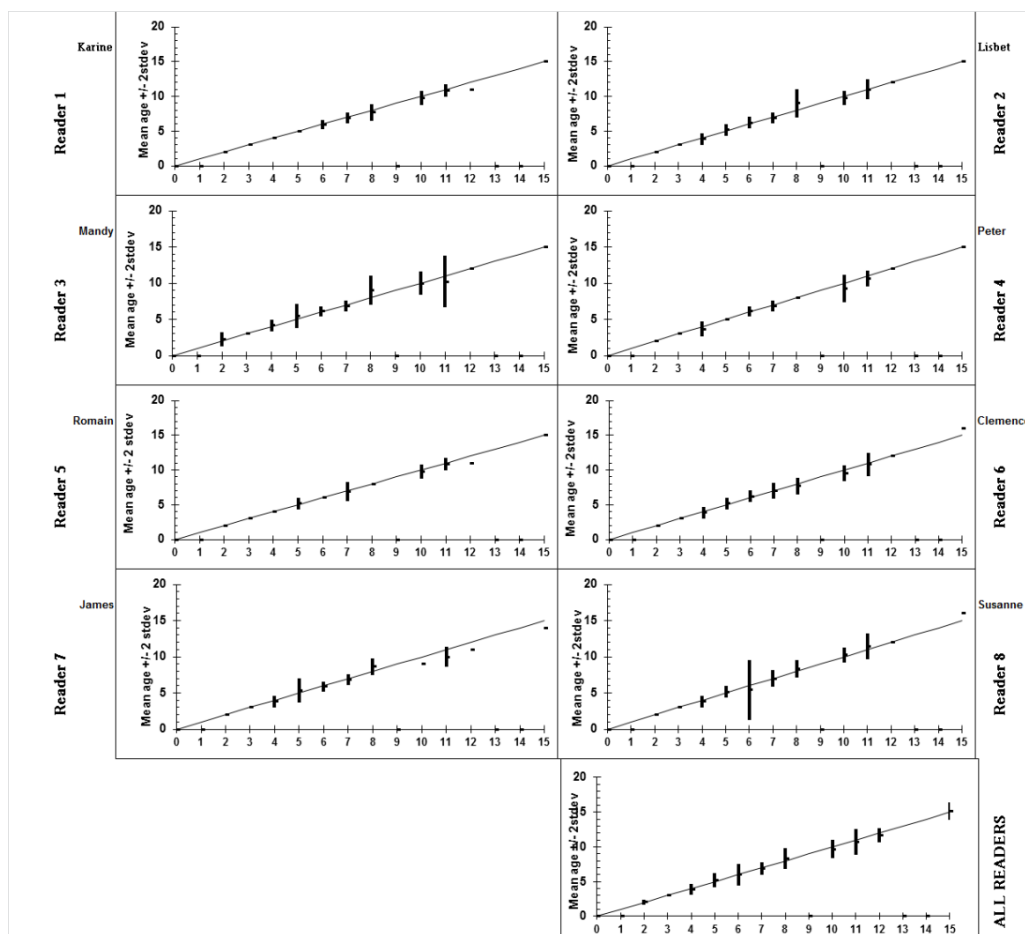 Karine
Reader 1
Mean age +/- 2stdev
20
15
10
5
0
0 1 2 3 4 5 6 7 8 9 10 11 12 13 14 15
Lisbet
Reader 2
Mean age +/- 2stdev
20
15
10
5
0
0 1 2 3 4 5 6 7 8 9 10 11 12 13 14 15
Mandy
Reader 3
Mean age +/- 2stdev
20
15
10
5
0
0 1 2 3 4 5 6 7 8 9 10 11 12 13 14 15
Peter
Reader 4
Mean age +/- 2stdev
20
15
10
5
0
0 1 2 3 4 5 6 7 8 9 10 11 12 13 14 15
Romain
Reader 5
Mean age +/- 2 stdev
20
15
10
5
0
0 1 2 3 4 5 6 7 8 9 10 11 12 13 14 15
Clemence
Reader 6
Mean age +/- 2stdev
20
15
10
5
0
0 1 2 3 4 5 6 7 8 9 10 11 12 13 14 15
James
Reader 7
Mean age +/- 2 stdev
20
15
10
5
0
0 1 2 3 4 5 6 7 8 9 10 11 12 13 14 15
Susanne
Reader 8
Mean age +/- 2stdev
20
15
10
5
0
0 1 2 3 4 5 6 7 8 9 10 11 12 13 14 15
ALL READERS
Mean age +/- 2stdev
20
15
10
5
0
0 1 2 3 4 5 6 7 8 9 10 11 12 13 14 15